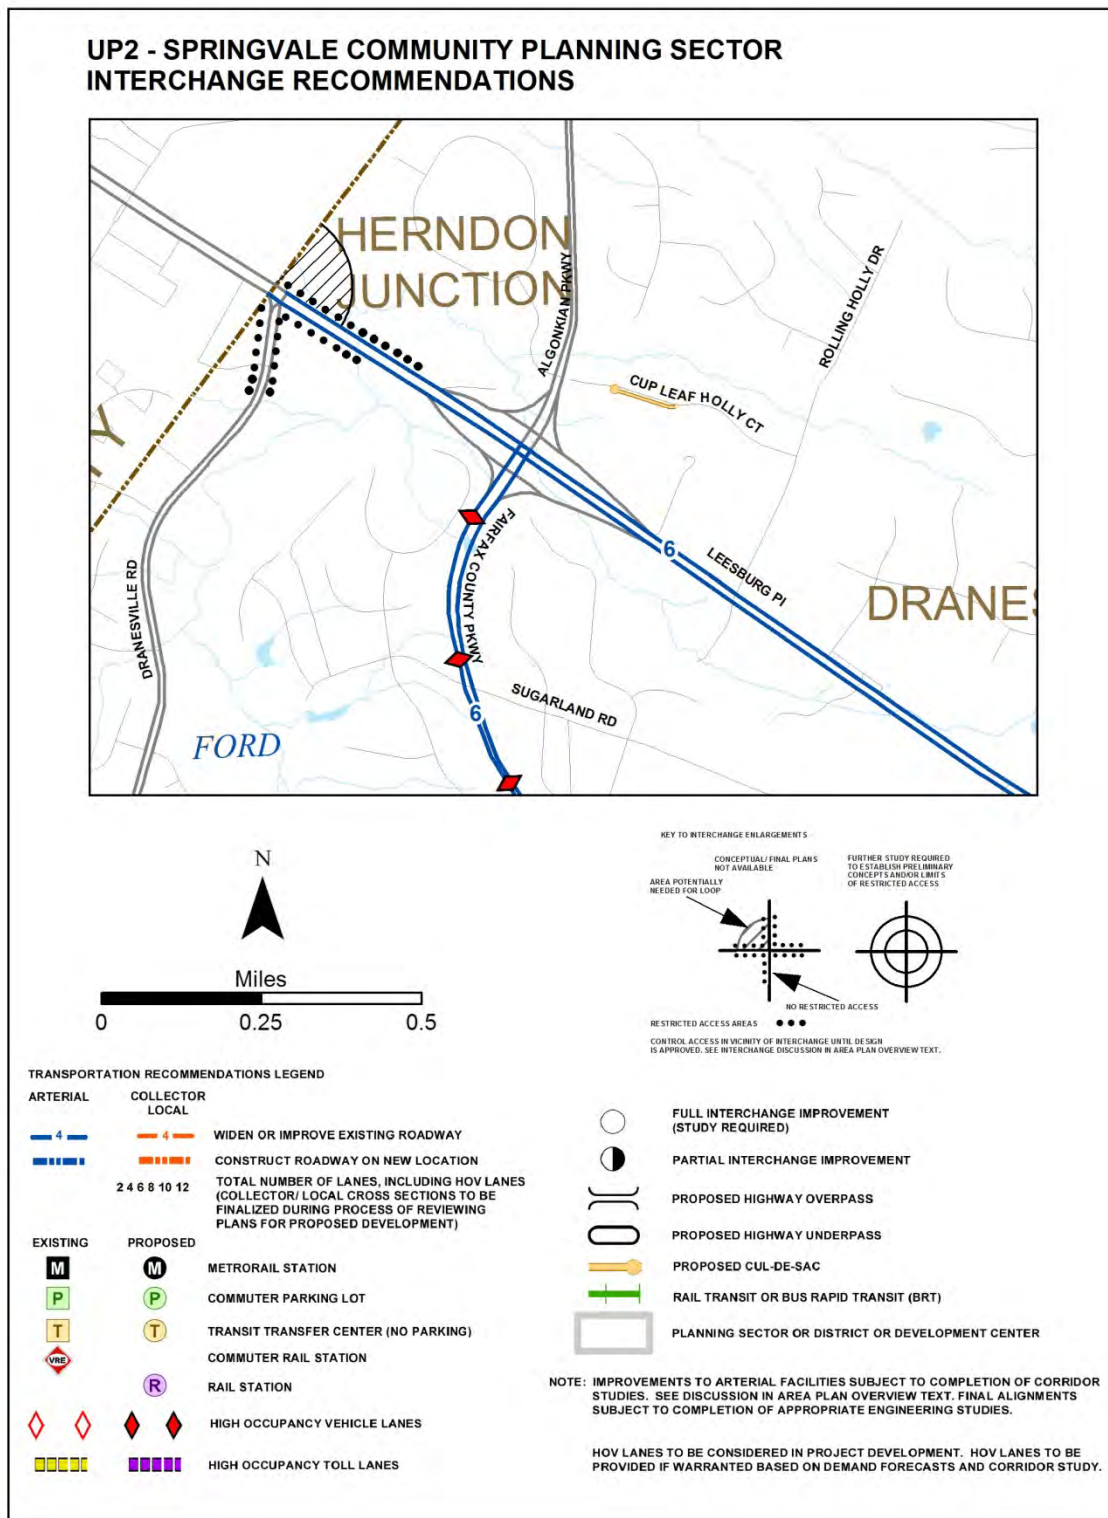 UP2 - SPRINGVALE COMMUNITY PLANNING SECTOR
INTERCHANGE RECOMMENDATIONS
HERNDON
JUNCTION
ALGONKIAN PKWY
ROLLING HOLLY DR
CUP LEAF HOLLY CT
Y
FAIRFAX COUNTY PKWY
6
LEESBURG PI
DRANES
DRANESVILLE RD
SUGARLAND RD
6
FORD
N
Miles
0 0.25 0.5
KEY TO INTERCHANGE ENLARGEMENTS
CONCEPTUAL/ FINAL PLANS
NOT AVAILABLE
FURTHER STUDY REQUIRED
TO ESTABLISH PRELIMINARY
CONCEPTS AND/OR LIMITS
OF RESTRICTED ACCESS
AREA POTENTIALLY
NEEDED FOR LOOP
NO RESTRICTED ACCESS
RESTRICTED ACCESS AREAS
CONTROL ACCESS IN VICINITY OF INTERCHANGE UNTIL DESIGN
IS APPROVED. SEE INTERCHANGE DISCUSSION IN AREA PLAN OVERVIEW TEXT.
TRANSPORTATION RECOMMENDATIONS LEGEND
ARTERIAL
COLLECTOR
LOCAL
4 4 WIDEN OR IMPROVE EXISTING ROADWAY
CONSTRUCT ROADWAY ON NEW LOCATION
2 4 6 8 10 12 TOTAL NUMBER OF LANES, INCLUDING HOV LANES
(COLLECTOR/ LOCAL CROSS SECTIONS TO BE
FINALIZED DURING PROCESS OF REVIEWING
PLANS FOR PROPOSED DEVELOPMENT)
EXISTING PROPOSED
M M METRORAIL STATION
P P COMMUTER PARKING LOT
T T TRANSIT TRANSFER CENTER (NO PARKING)
VRE COMMUTER RAIL STATION
R RAIL STATION
HIGH OCCUPANCY VEHICLE LANES
HIGH OCCUPANCY TOLL LANES
FULL INTERCHANGE IMPROVEMENT
(STUDY REQUIRED)
PARTIAL INTERCHANGE IMPROVEMENT
PROPOSED HIGHWAY OVERPASS
PROPOSED HIGHWAY UNDERPASS
PROPOSED CUL-DE-SAC
RAIL TRANSIT OR BUS RAPID TRANSIT (BRT)
PLANNING SECTOR OR DISTRICT OR DEVELOPMENT CENTER
NOTE: IMPROVEMENTS TO ARTERIAL FACILITIES SUBJECT TO COMPLETION OF CORRIDOR
STUDIES. SEE DISCUSSION IN AREA PLAN OVERVIEW TEXT. FINAL ALIGNMENTS
SUBJECT TO COMPLETION OF APPROPRIATE ENGINEERING STUDIES.
HOV LANES TO BE CONSIDERED IN PROJECT DEVELOPMENT. HOV LANES TO BE
PROVIDED IF WARRANTED BASED ON DEMAND FORECASTS AND CORRIDOR STUDY.